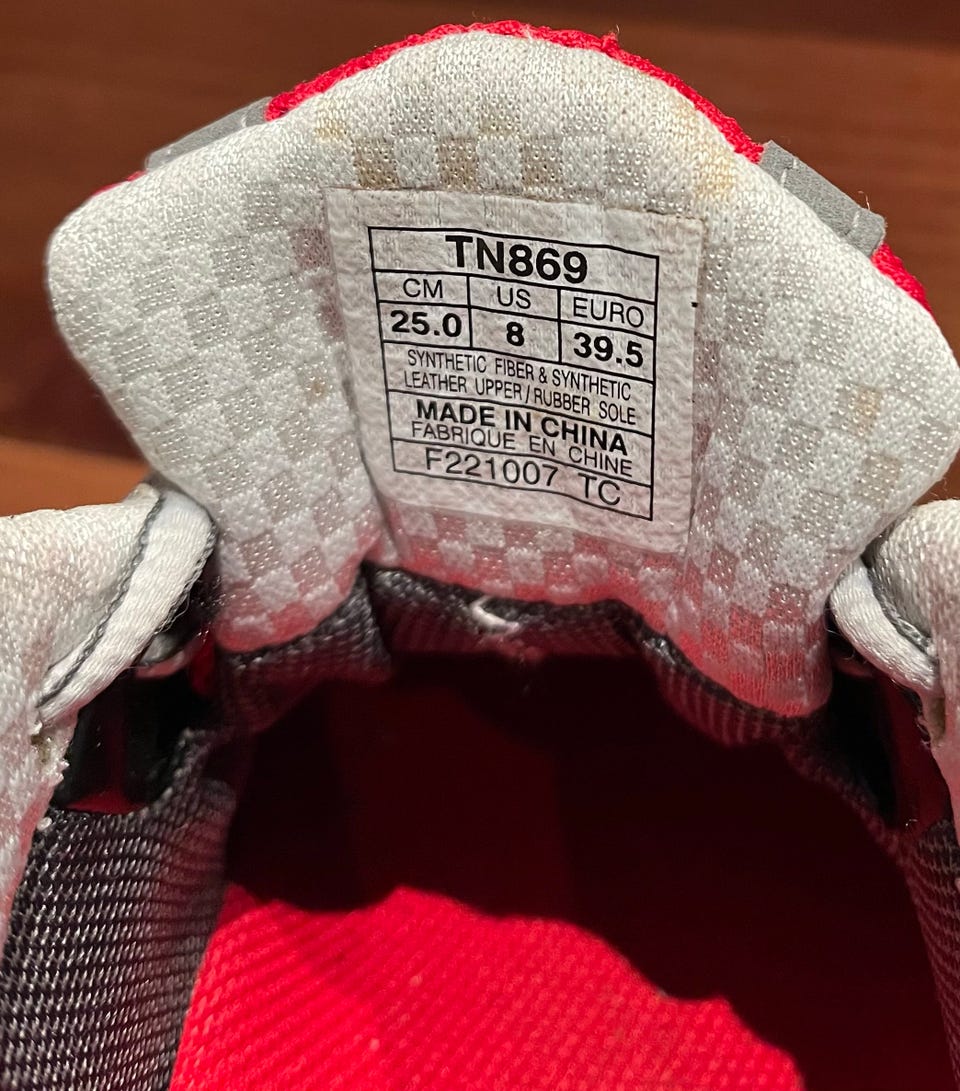 TN869
CM US EURO
25.0 8 39.5
SYNTHETIC FIBER & SYNTHETIC
LEATHER UPPER / RUBBER SOLE
MADE IN CHINA
FABRIQUE EN CHINE
F221007 TC